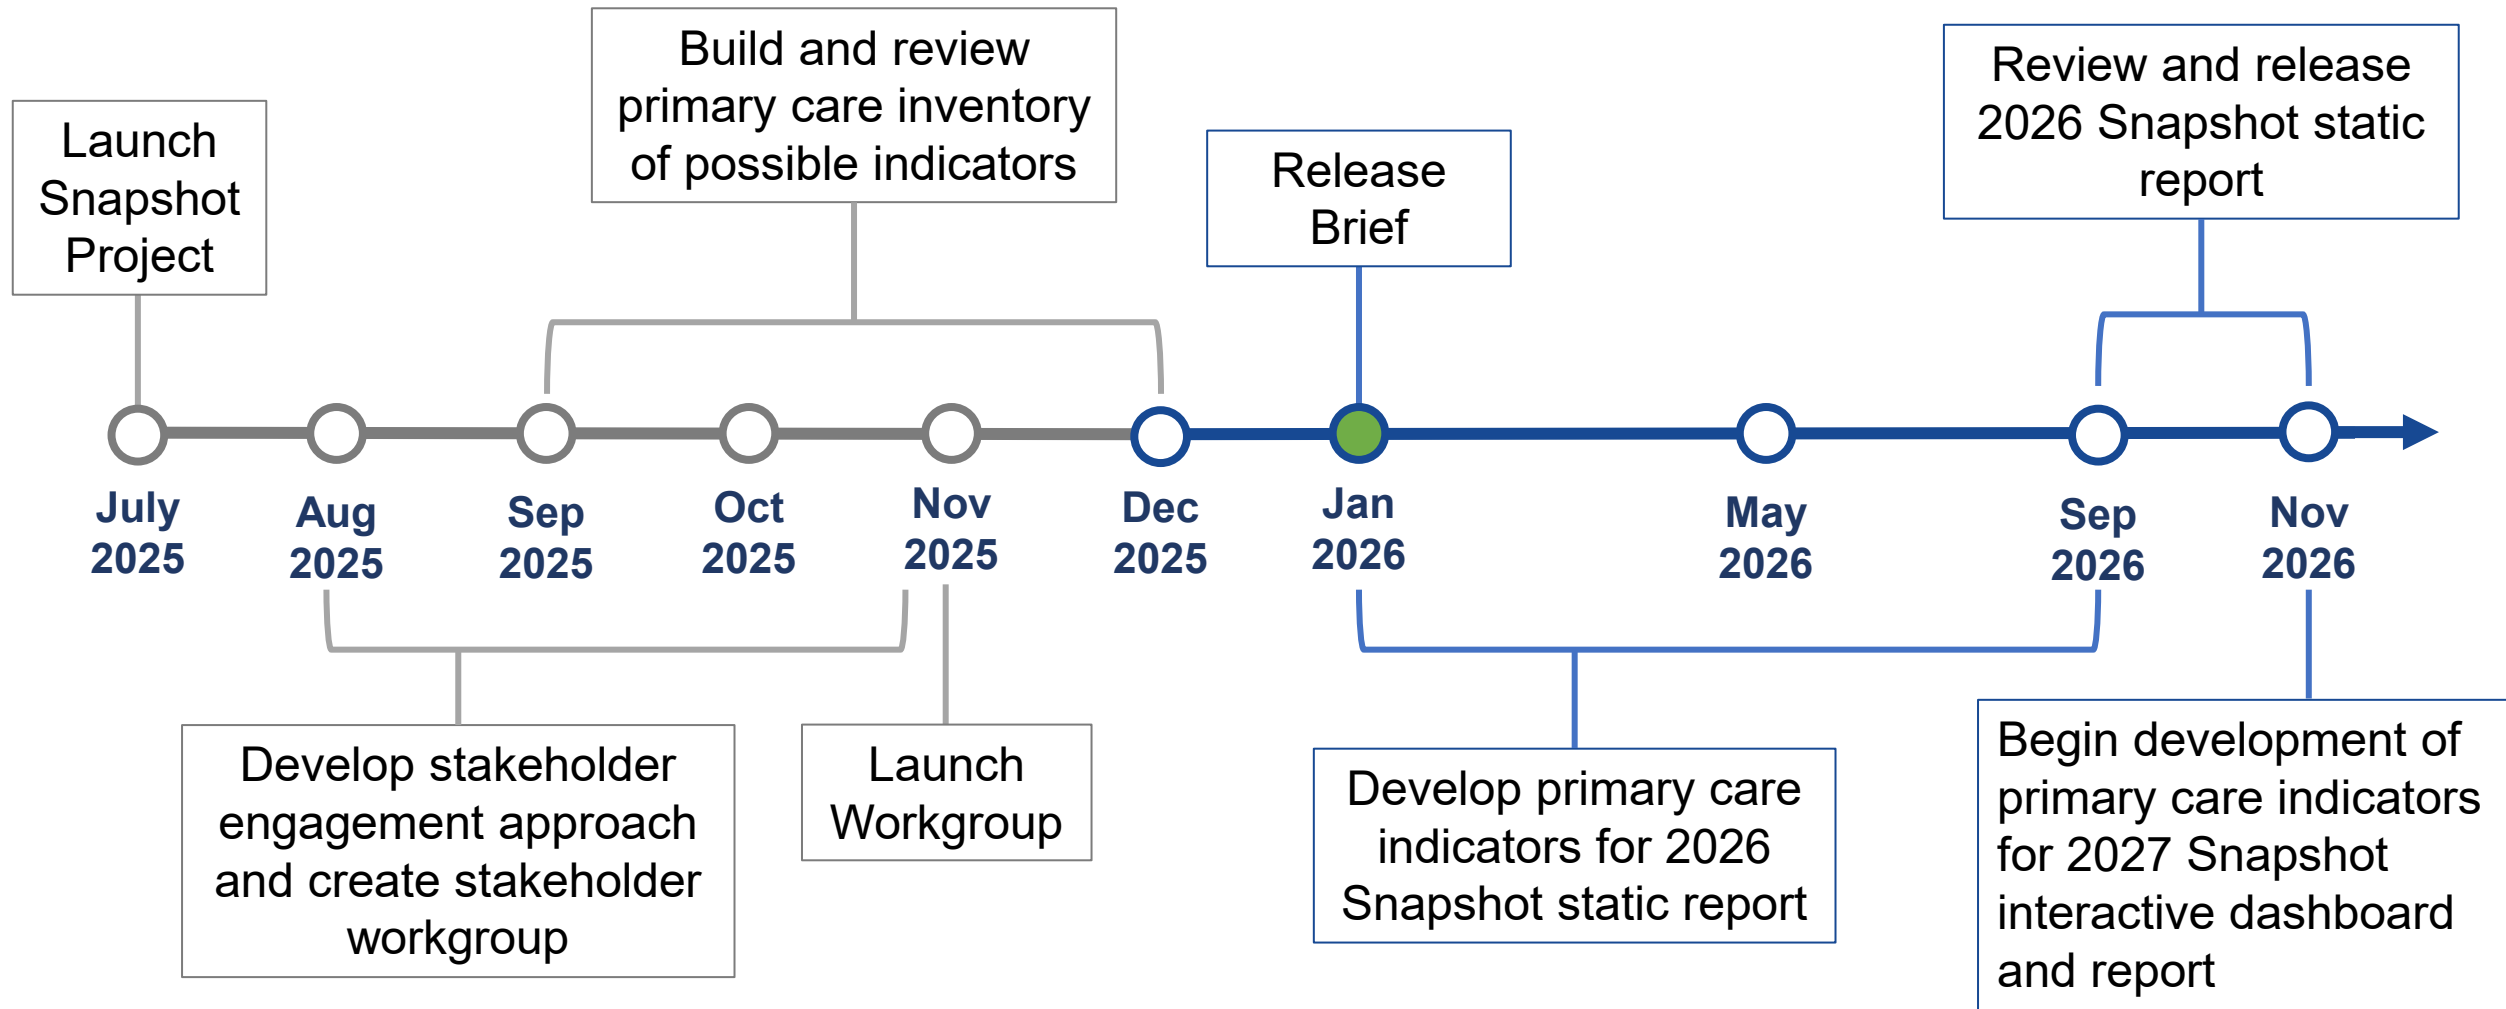 Launch
Snapshot
Project
Build and review
primary care inventory
of possible indicators
Release
Brief
Review and release
2026 Snapshot static
report
July
2025
Aug
2025
Sep
2025
Oct
2025
Nov
2025
Dec
2025
Jan
2026
May
2026
Sep
2026
Nov
2026
Develop stakeholder
engagement approach
and create stakeholder
workgroup
Launch
Workgroup
Develop primary care
indicators for 2026
Snapshot static report
Begin development of
primary care indicators
for 2027 Snapshot
interactive dashboard
and report